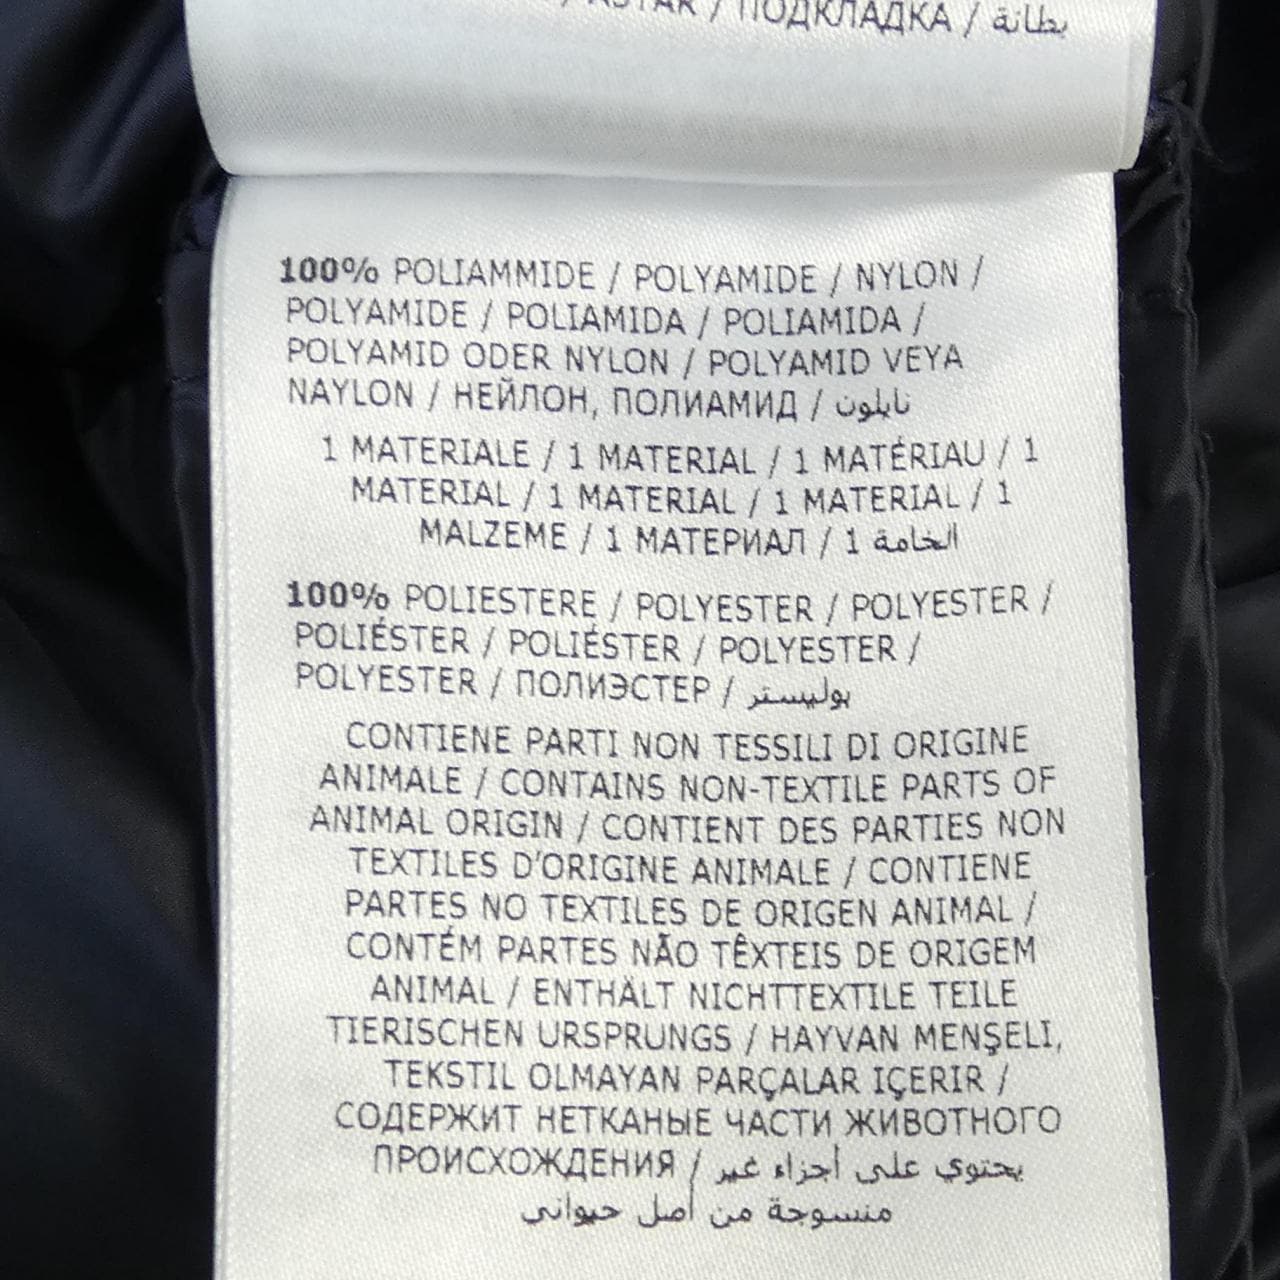 / ASTAR / ПОДКЛАДКА / بطانة
100% POLIAMMIDE / POLYAMIDE / NYLON /
POLYAMIDE / POLIAMIDA / POLIAMIDA /
POLYAMID ODER NYLON / POLYAMID VEYA
NAYLON / НЕЙЛОН, ПОЛИАМИД / نايلون
1 MATERIALE / 1 MATERIAL / 1 MATÉRIAU / 1
MATERIAL / 1 MATERIAL / 1 MATERIAL / 1
MALZEME / 1 МАТЕРИАЛ / 1 الخامة
100% POLIESTERE / POLYESTER / POLYESTER /
POLIÉSTER / POLIÉSTER / POLYESTER /
POLYESTER / ПОЛИЭСТЕР / بوليستر
CONTIENE PARTI NON TESSILI DI ORIGINE
ANIMALE / CONTAINS NON-TEXTILE PARTS OF
ANIMAL ORIGIN / CONTIENT DES PARTIES NON
TEXTILES D'ORIGINE ANIMALE / CONTIENE
PARTES NO TEXTILES DE ORIGEN ANIMAL /
CONTÉM PARTES NÃO TÊXTEIS DE ORIGEM
ANIMAL / ENTHÄLT NICHTTEXTILE TEILE
TIERISCHEN URSPRUNGS / HAYVAN MENŞELI,
TEKSTIL OLMAYAN PARÇALAR IÇERIR /
СОДЕРЖИТ НЕТКАНЫЕ ЧАСТИ ЖИВОТНОГО
ПРОИСХОЖДЕНИЯ / يحتوي على أجزاء غير
منسوجة من أصل حيواني